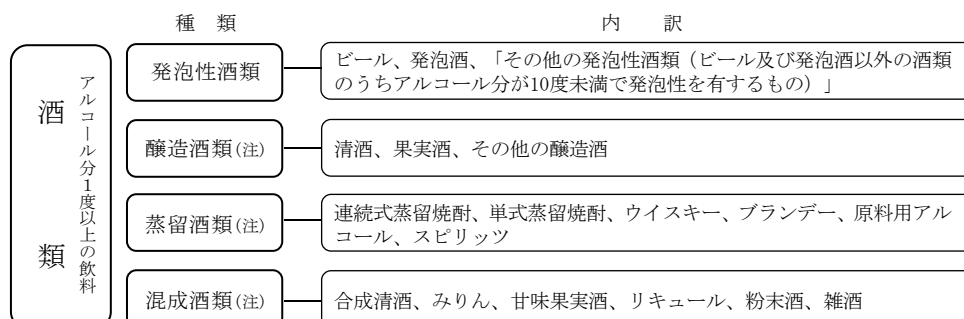 種 類
内 訳
酒 類
アルコール分1度以上の飲料
発泡性酒類
ビール、発泡酒、「その他の発泡性酒類（ビール及び発泡酒以外の酒類
のうちアルコール分が10度未満で発泡性を有するもの）」
醸造酒類(注)
清酒、果実酒、その他の醸造酒
蒸留酒類(注)
連続式蒸留焼酎、単式蒸留焼酎、ウイスキー、ブランデー、原料用アル
コール、スピリッツ
混成酒類(注)
合成清酒、みりん、甘味果実酒、リキュール、粉末酒、雑酒